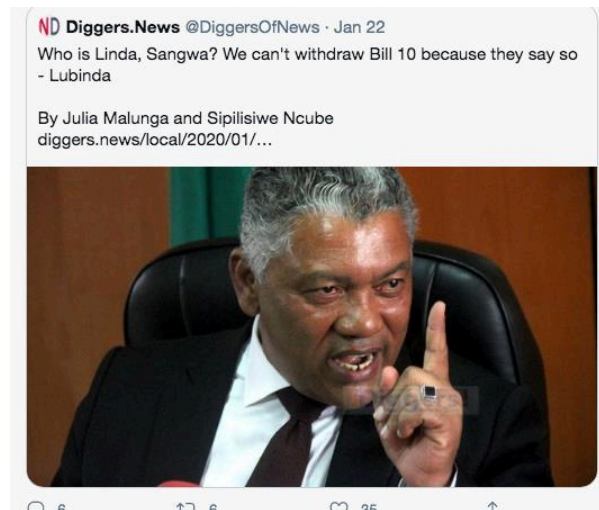 ND Diggers.News @DiggersOfNews · Jan 22
Who is Linda, Sangwa? We can't withdraw Bill 10 because they say so
- Lubinda
By Julia Malunga and Sipilisiwe Ncube
diggers.news/local/2020/01/…